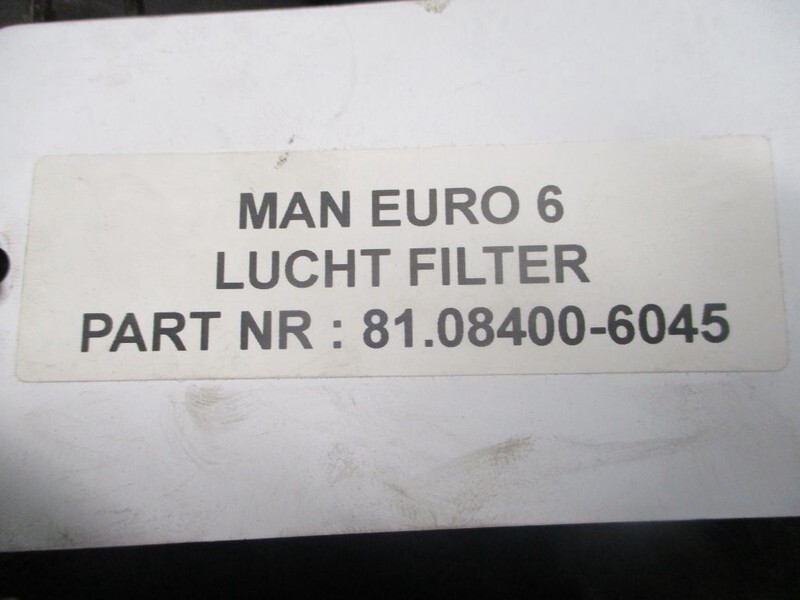 MAN EURO 6
LUCHT FILTER
PART NR : 81.08400-6045